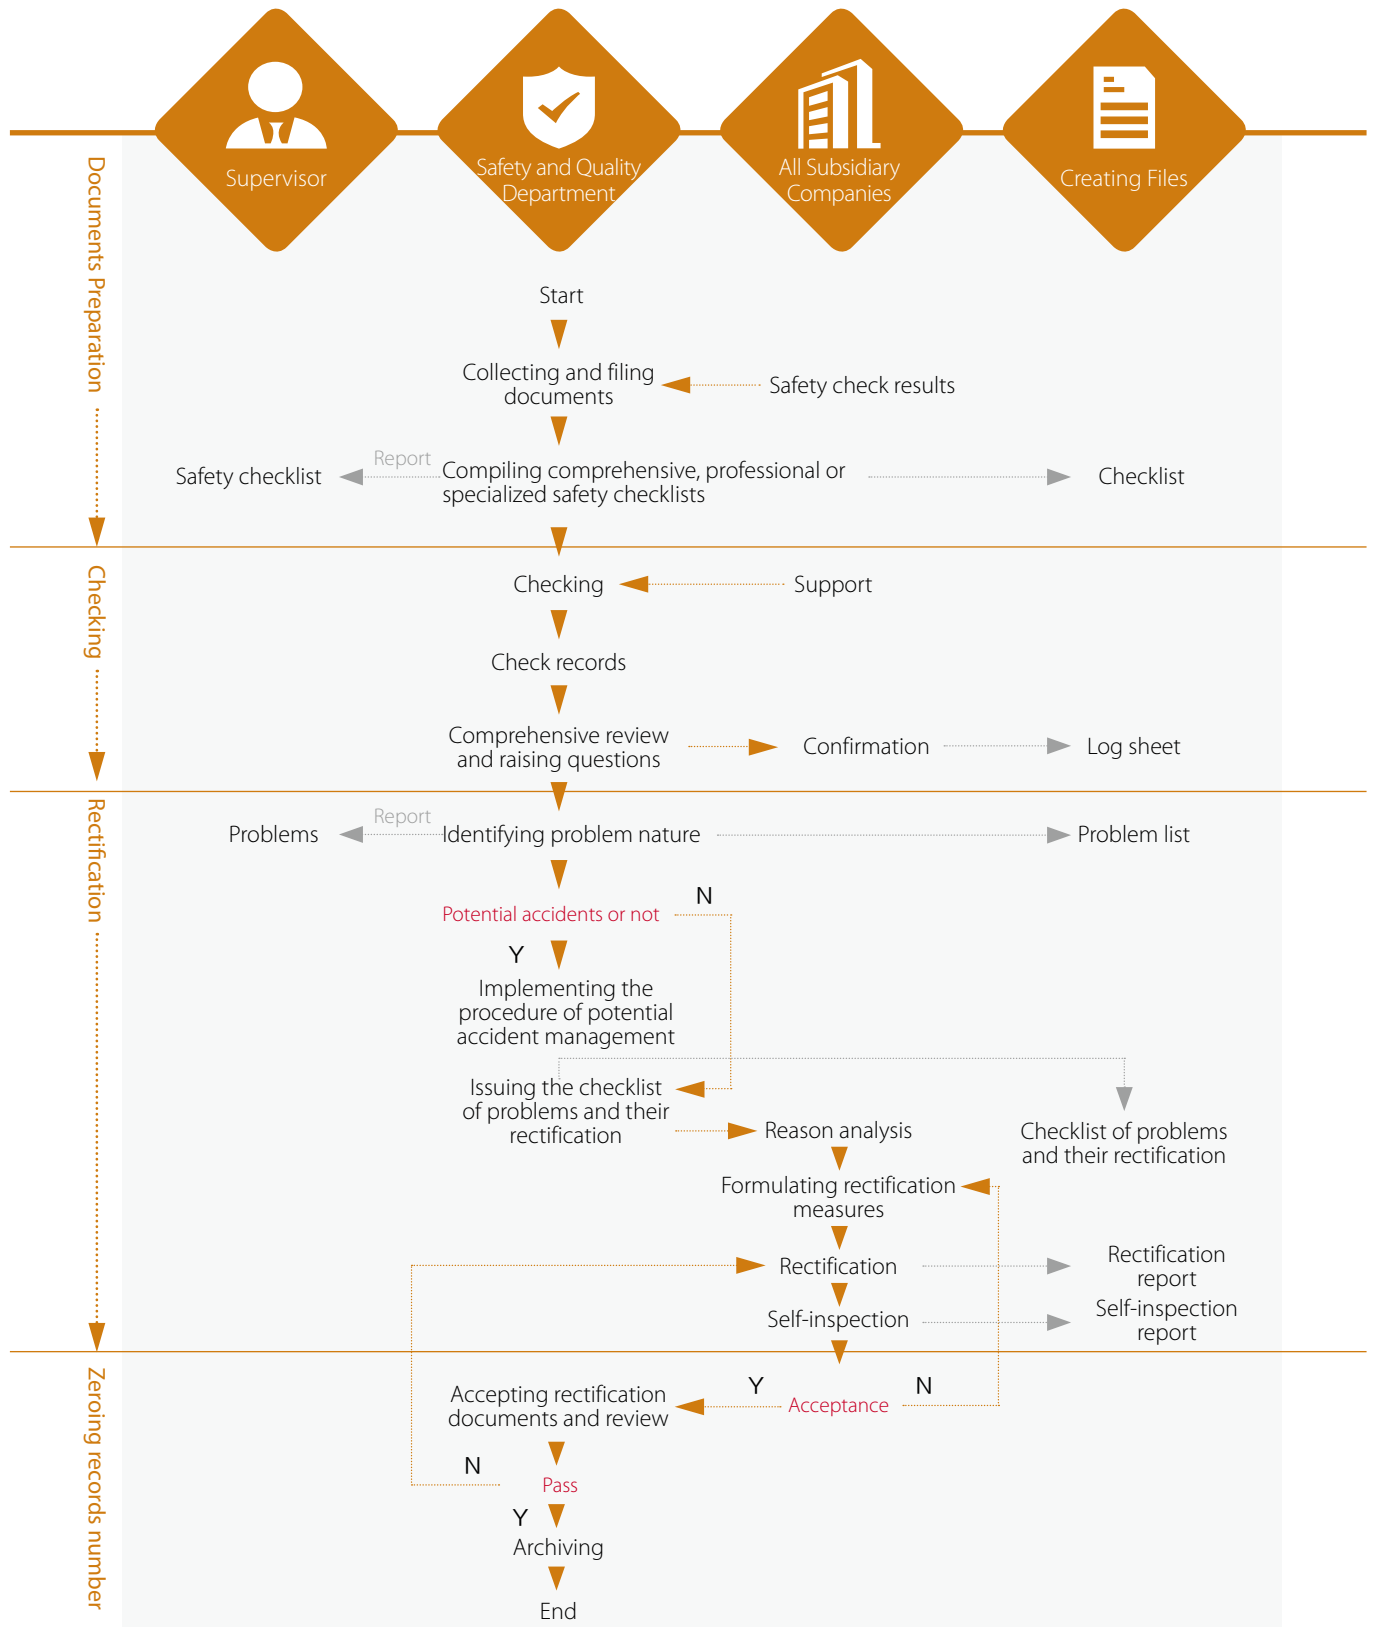 Supervisor
Safety and Quality
Department
All Subsidiary
Companies
Creating Files
Documents Preparation
Start
Collecting and filing
documents
Safety check results
Safety checklist
Report
Compiling comprehensive, professional or
specialized safety checklists
Checklist
Checking
Checking
Support
Check records
Comprehensive review
and raising questions
Confirmation
Log sheet
Rectification
Problems
Report
Identifying problem nature
Problem list
Potential accidents or not
N
Y
Implementing the
procedure of potential
accident management
Issuing the checklist
of problems and their
rectification
Reason analysis
Checklist of problems
and their rectification
Formulating rectification
measures
Rectification
Rectification
report
Self-inspection
Self-inspection
report
Zeroing records number
Accepting rectification
documents and review
Y
Acceptance
N
N
Pass
Y
Archiving
End